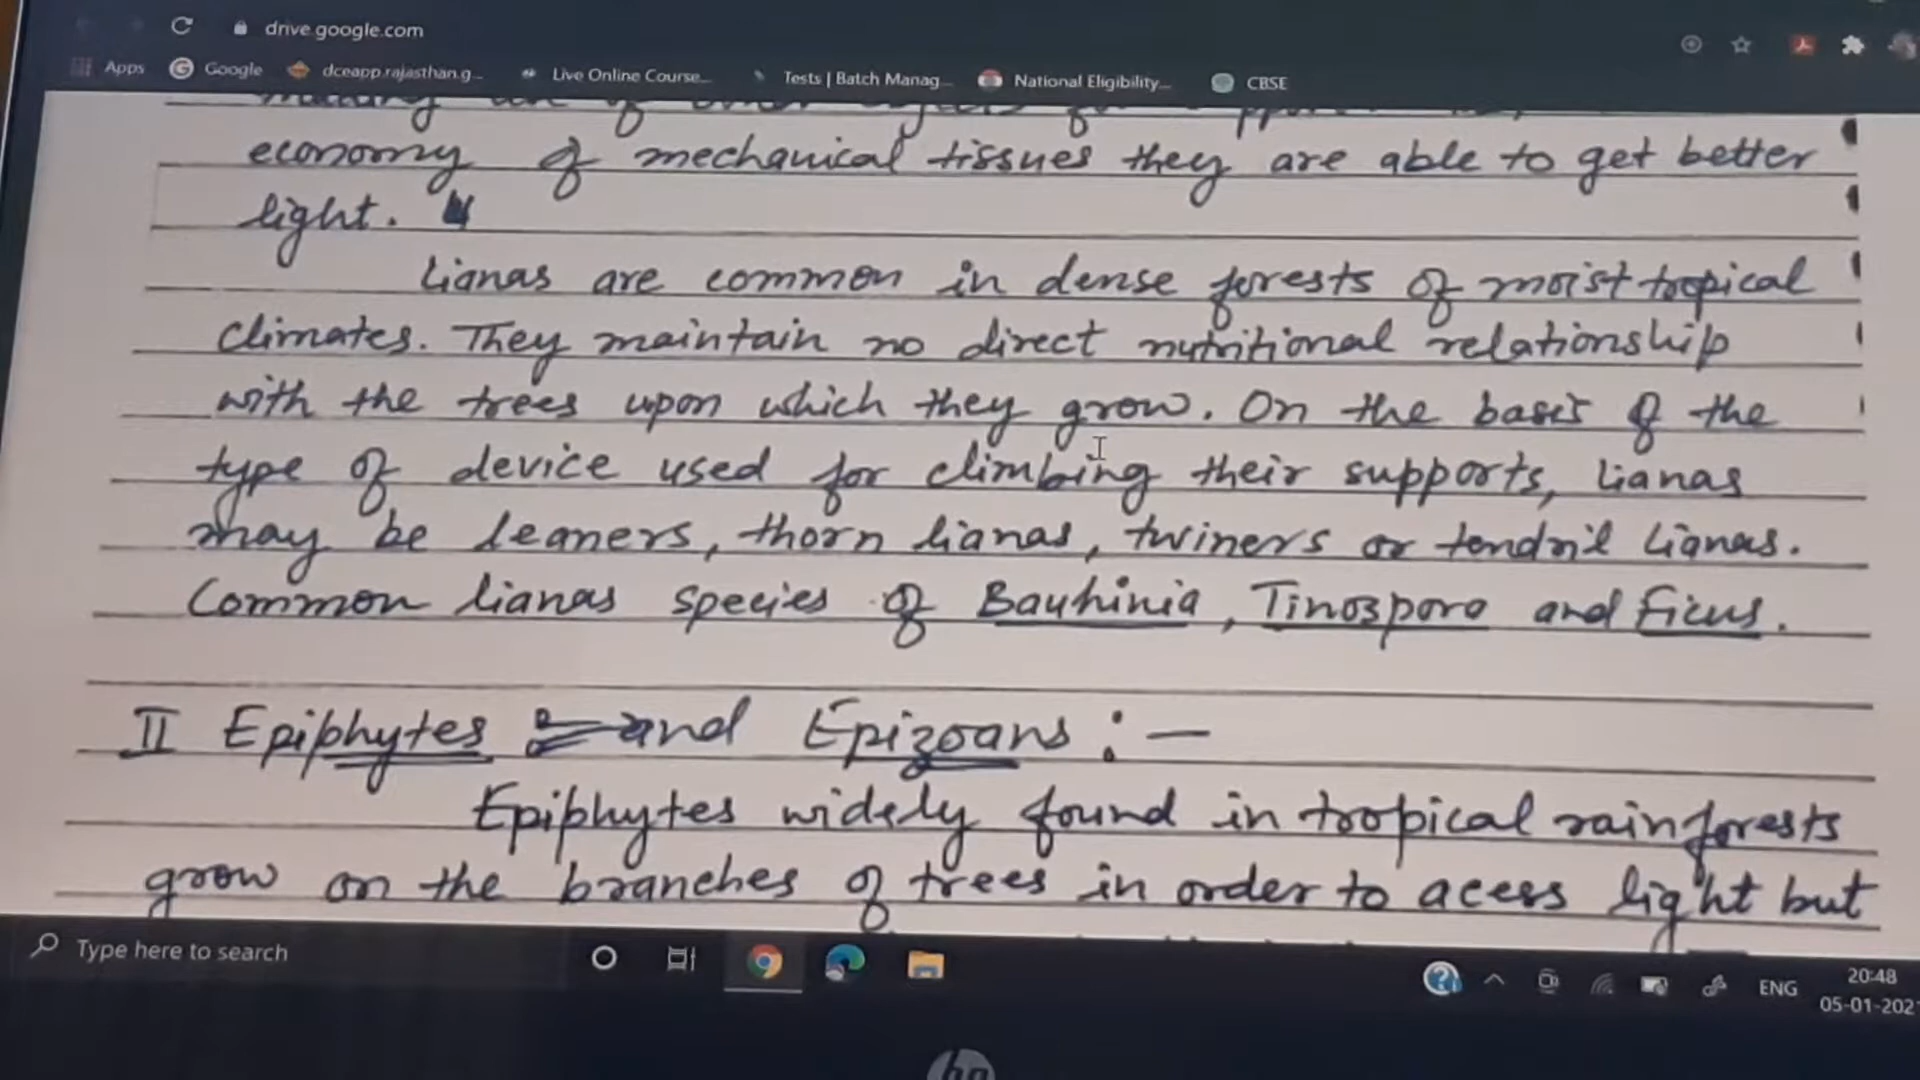 drive.google.com
Apps Google dceapp.rajasthan.g... Live Online Course... Tests | Batch Manag... National Eligibility... CBSE
economy of mechanical tissues they are able to get better
light.
Lianas are common in dense forests of moist tropical
climates. They maintain no direct nutritional relationship
with the trees upon which they grow. On the basis of the
type of device used for climbing their supports, lianas
may be leaners, thorn lianas, twiners or tendril lianas.
Common lianas species of Bauhinia, Tinospora and Ficus.
II Epiphytes and Epizoans :-
Epiphytes widely found in tropical rainforests
grow on the branches of trees in order to acess light but
Type here to search
ENG
20:48
05-01-202
hp